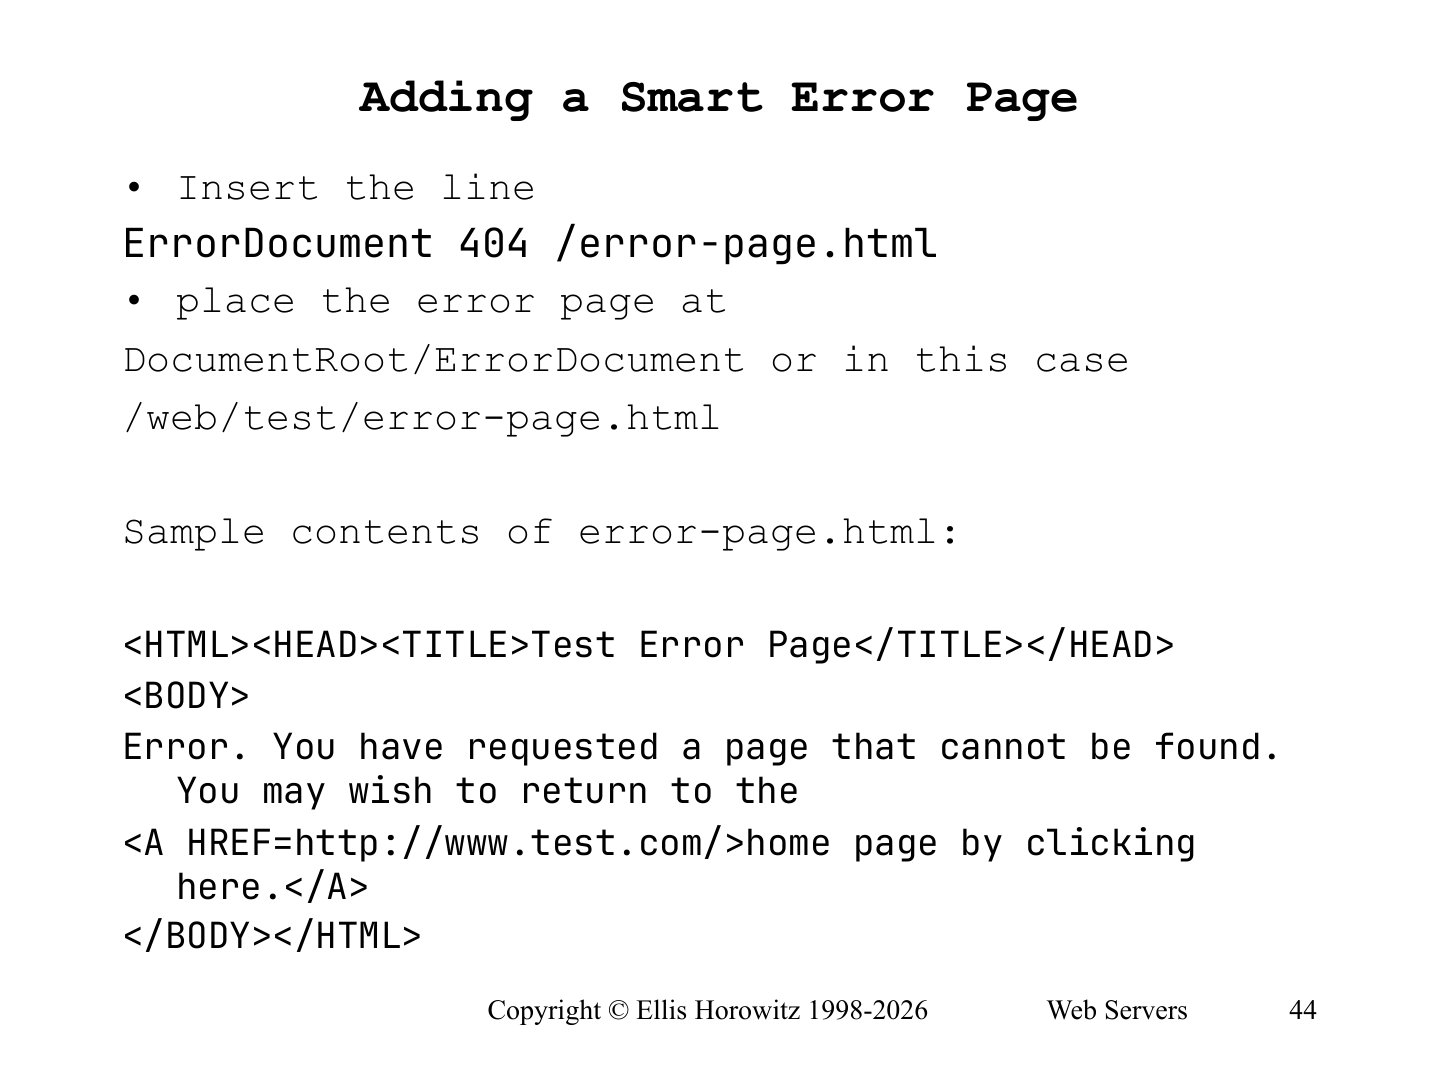 Adding a Smart Error Page
• Insert the line
ErrorDocument 404 /error-page.html
• place the error page at
DocumentRoot/ErrorDocument or in this case
/web/test/error-page.html
Sample contents of error-page.html:
<HTML><HEAD><TITLE>Test Error Page</TITLE></HEAD>
<BODY>
Error. You have requested a page that cannot be found.
You may wish to return to the
<A HREF=http://www.test.com/>home page by clicking
here.</A>
</BODY></HTML>
Copyright © Ellis Horowitz 1998-2026 Web Servers 44